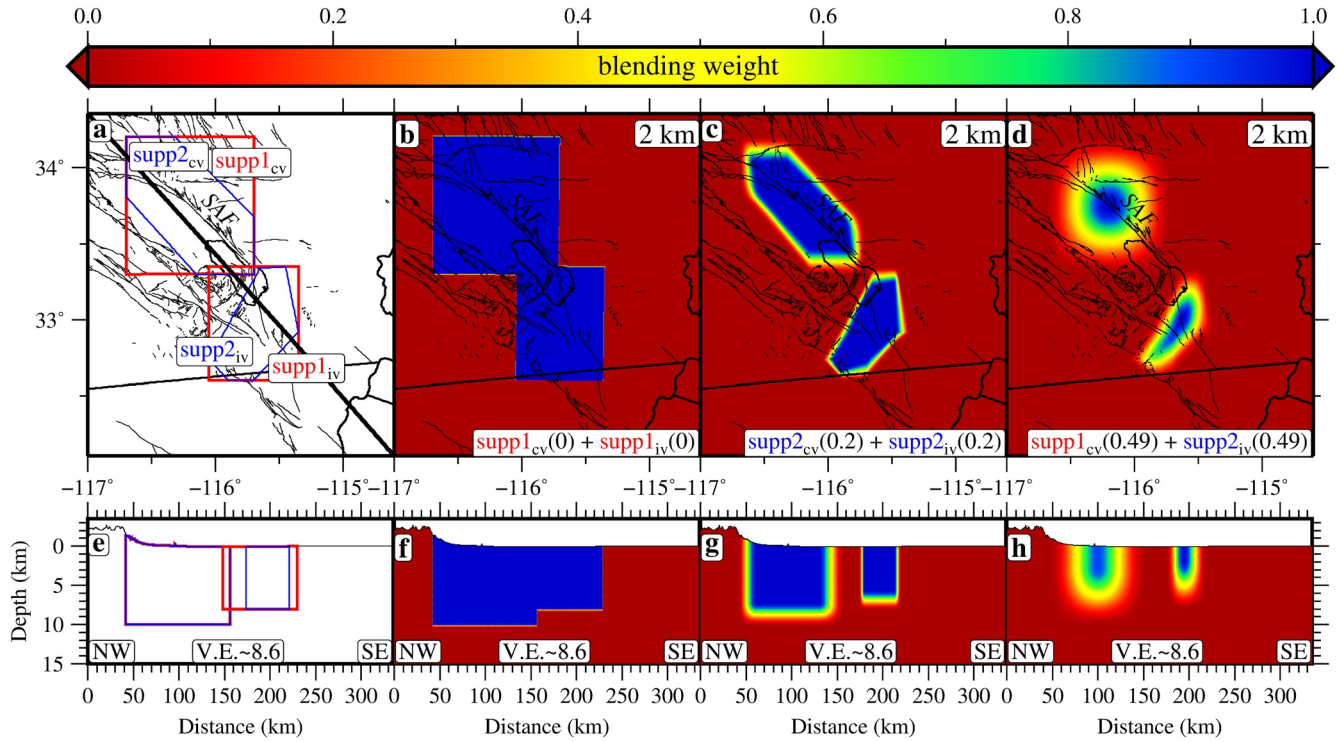 0.0 0.2 0.4 0.6 0.8 1.0
blending weight
a b 2 km c 2 km d 2 km
34°
33°
supp2cv supp1cv
SAF SAF SAF SAF
supp2iv
supp1iv
supp1cv(0) + supp1iv(0)
supp2cv(0.2) + supp2iv(0.2)
supp1cv(0.49) + supp2iv(0.49)
−117° −116° −115° −117° −116° −115° −117° −116° −115° −117° −116° −115°
e f g h
Depth (km)
0
5
10
15
NW V.E.~8.6 SE NW V.E.~8.6 SE NW V.E.~8.6 SE NW V.E.~8.6 SE
0 50 100 150 200 250 300 0 50 100 150 200 250 300 0 50 100 150 200 250 300 0 50 100 150 200 250 300
Distance (km) Distance (km) Distance (km) Distance (km)